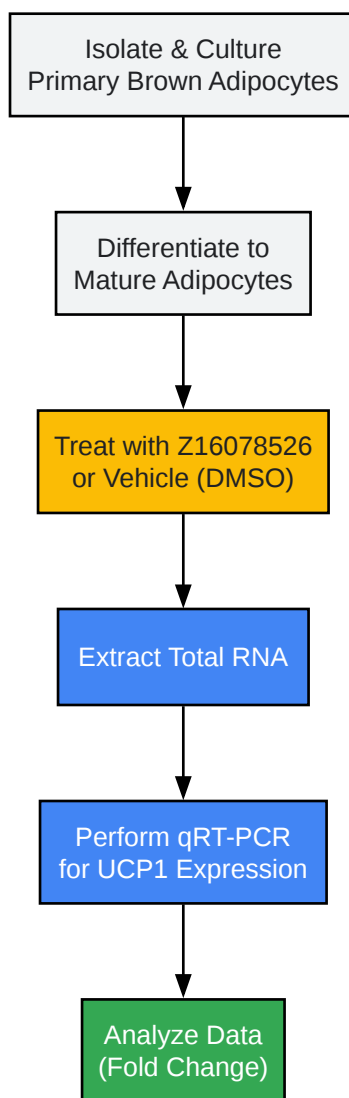 Isolate & Culture
Primary Brown Adipocytes
Differentiate to
Mature Adipocytes
Treat with Z16078526
or Vehicle (DMSO)
Extract Total RNA
Perform qRT-PCR
for UCP1 Expression
Analyze Data
(Fold Change)